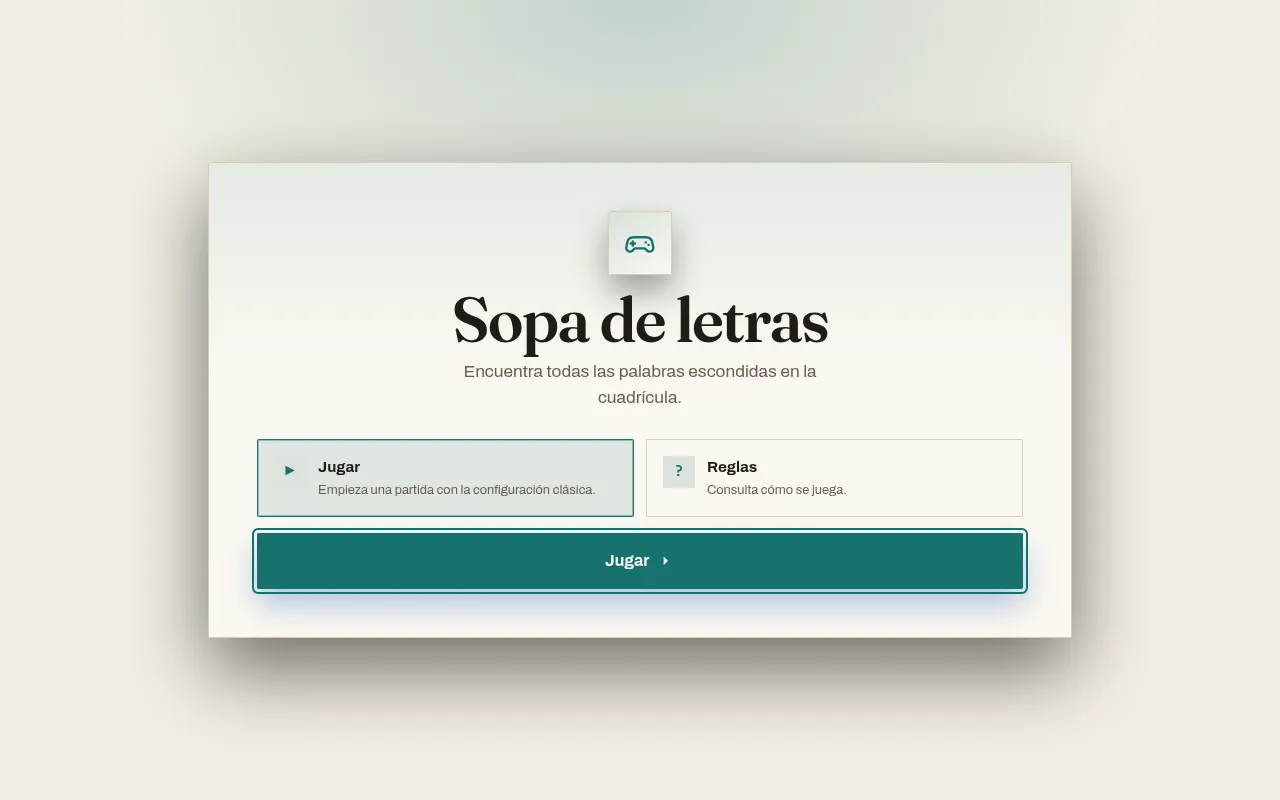 Sopa de letras
Encuentra todas las palabras escondidas en la
cuadrícula.
Jugar
Empieza una partida con la configuración clásica.
?
Reglas
Consulta cómo se juega.
Jugar